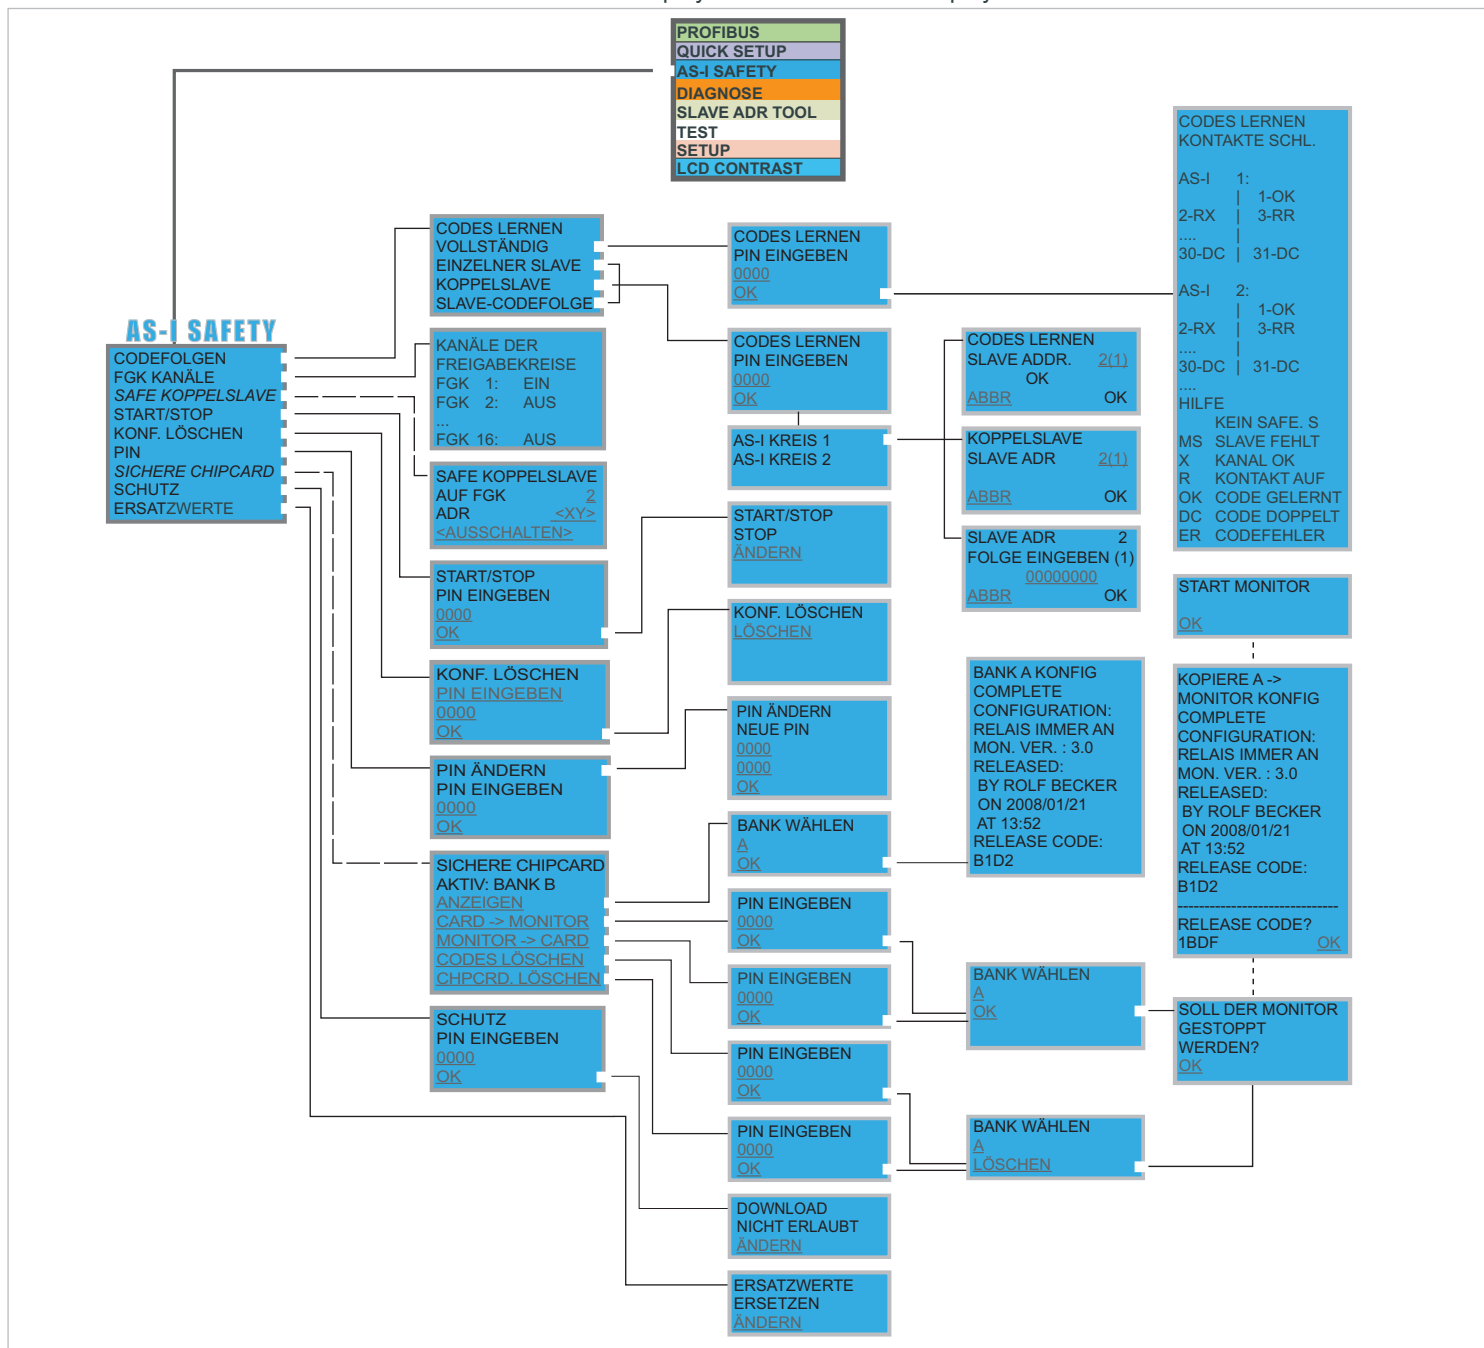 PROFIBUS
QUICK SETUP
AS-I SAFETY
DIAGNOSE
SLAVE ADR TOOL
TEST
SETUP
LCD CONTRAST
AS-I SAFETY
CODEFOLGEN
FGK KANÄLE
SAFE KOPPELSLAVE
START/STOP
KONF. LÖSCHEN
PIN
SICHERE CHIPCARD
SCHUTZ
ERSATZWERTE
CODES LERNEN
VOLLSTÄNDIG
EINZELNER SLAVE
KOPPELSLAVE
SLAVE-CODEFOLGE
KANÄLE DER
FREIGABEKREISE
FGK 1: EIN
FGK 2: AUS
...
FGK 16: AUS
SAFE KOPPELSLAVE
AUF FGK 2
ADR <XY>
<AUSSCHALTEN>
START/STOP
PIN EINGEBEN
0000
OK
KONF. LÖSCHEN
PIN EINGEBEN
0000
OK
PIN ÄNDERN
PIN EINGEBEN
0000
OK
SICHERE CHIPCARD
AKTIV: BANK B
ANZEIGEN
CARD -> MONITOR
MONITOR -> CARD
CODES LÖSCHEN
CHPCRD. LÖSCHEN
SCHUTZ
PIN EINGEBEN
0000
OK
CODES LERNEN
PIN EINGEBEN
0000
OK
CODES LERNEN
PIN EINGEBEN
0000
OK
AS-I KREIS 1
AS-I KREIS 2
START/STOP
STOP
ÄNDERN
KONF. LÖSCHEN
LÖSCHEN
PIN ÄNDERN
NEUE PIN
0000
0000
OK
BANK WÄHLEN
A
OK
PIN EINGEBEN
0000
OK
PIN EINGEBEN
0000
OK
PIN EINGEBEN
0000
OK
PIN EINGEBEN
0000
OK
DOWNLOAD
NICHT ERLAUBT
ÄNDERN
ERSATZWERTE
ERSETZEN
ÄNDERN
CODES LERNEN
SLAVE ADDR. 2(1)
OK
ABBR OK
KOPPELSLAVE
SLAVE ADR 2(1)
ABBR OK
SLAVE ADR 2
FOLGE EINGEBEN (1)
00000000
ABBR OK
BANK A KONFIG
COMPLETE
CONFIGURATION:
RELAIS IMMER AN
MON. VER. : 3.0
RELEASED:
BY ROLF BECKER
ON 2008/01/21
AT 13:52
RELEASE CODE:
B1D2
BANK WÄHLEN
A
OK
BANK WÄHLEN
A
LÖSCHEN
CODES LERNEN
KONTAKTE SCHL.
AS-I 1:
| 1-OK
2-RX | 3-RR
.... |
30-DC | 31-DC
AS-I 2:
| 1-OK
2-RX | 3-RR
.... |
30-DC | 31-DC
....
HILFE
KEIN SAFE. S
MS SLAVE FEHLT
X KANAL OK
R KONTAKT AUF
OK CODE GELERNT
DC CODE DOPPELT
ER CODEFEHLER
START MONITOR
OK
KOPIERE A ->
MONITOR KONFIG
COMPLETE
CONFIGURATION:
RELAIS IMMER AN
MON. VER. : 3.0
RELEASED:
BY ROLF BECKER
ON 2008/01/21
AT 13:52
RELEASE CODE:
B1D2
------------------------------
RELEASE CODE?
1BDF OK
SOLL DER MONITOR
GESTOPPT
WERDEN?
OK